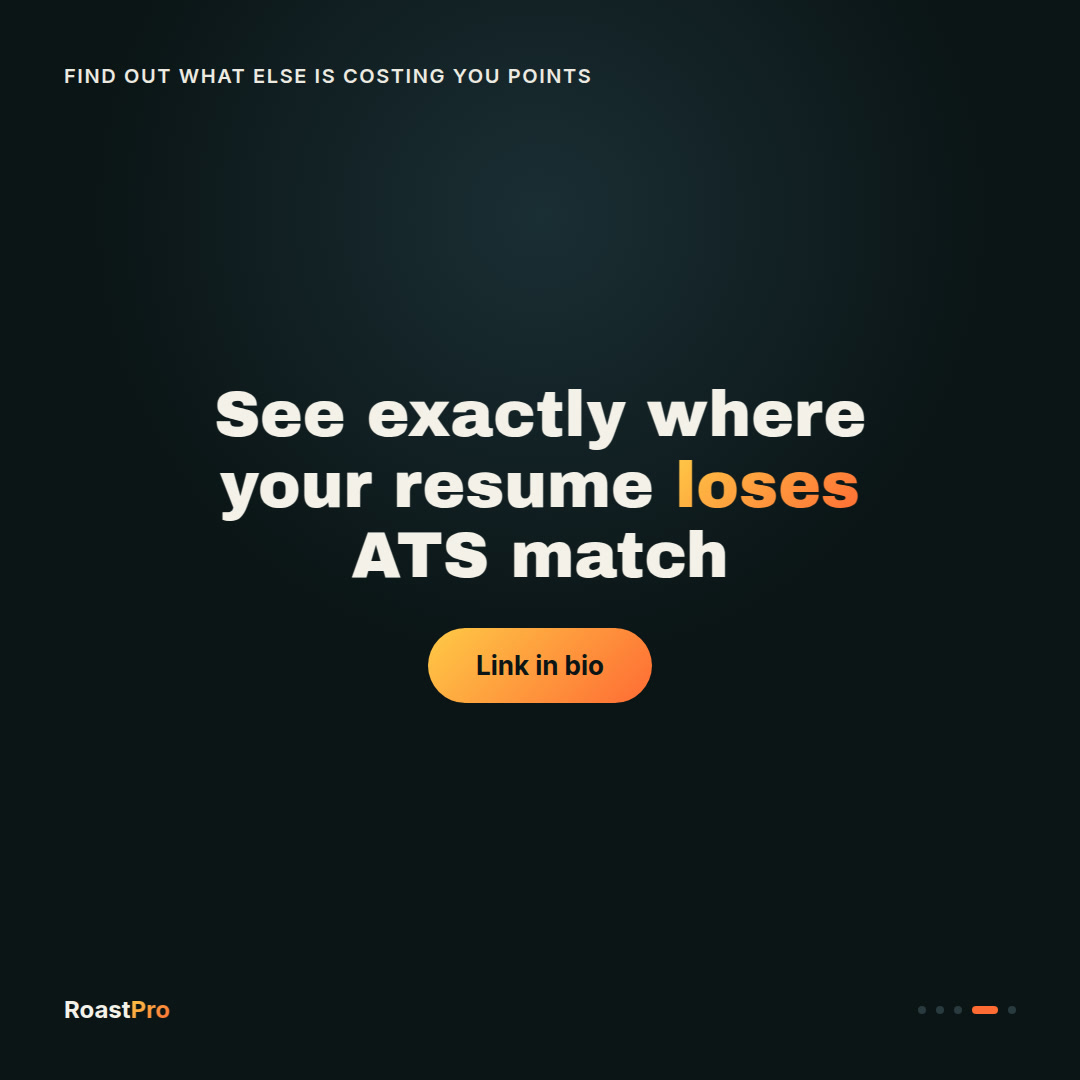 FIND OUT WHAT ELSE IS COSTING YOU POINTS
See exactly where
your resume loses
ATS match
Link in bio
RoastPro